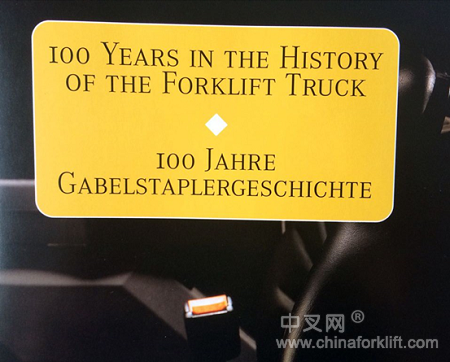 100 YEARS IN THE HISTORY
OF THE FORKLIFT TRUCK
100 JAHRE
GABELSTAPLERGESCHICHTE
中叉网®
www.chinaforklift.com